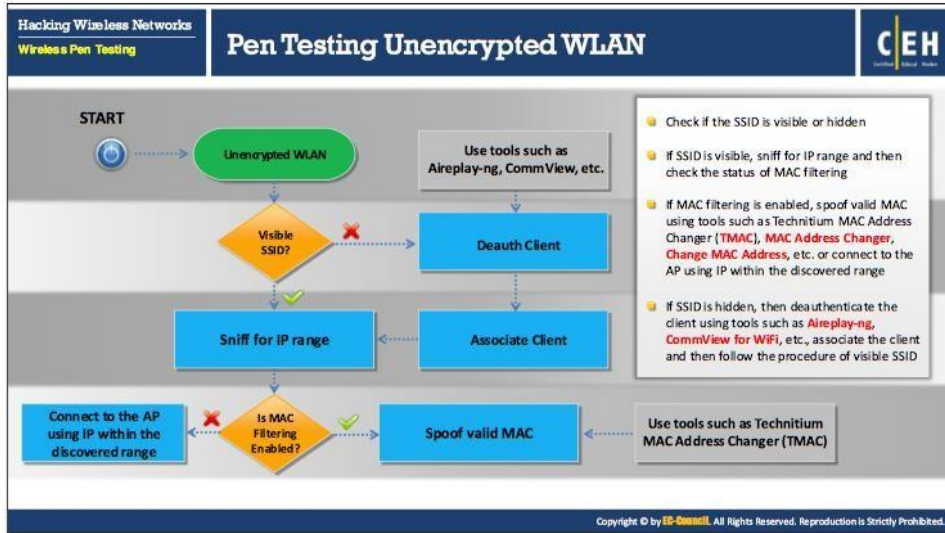 Hacking Wireless Networks
Wireless Pen Testing
Pen Testing Unencrypted WLAN
C|EH
Certified Ethical Hacker
START
Unencrypted WLAN
Use tools such as
Aireplay-ng, CommView, etc.
Visible
SSID?
Deauth Client
Sniff for IP range
Associate Client
Connect to the AP
using IP within the
discovered range
Is MAC
Filtering
Enabled?
Spoof valid MAC
Use tools such as Technitium
MAC Address Changer (TMAC)
Check if the SSID is visible or hidden
If SSID is visible, sniff for IP range and then
check the status of MAC filtering
If MAC filtering is enabled, spoof valid MAC
using tools such as Technitium MAC Address
Changer (TMAC), MAC Address Changer,
Change MAC Address, etc. or connect to the
AP using IP within the discovered range
If SSID is hidden, then deauthenticate the
client using tools such as Aireplay-ng,
CommView for WiFi, etc., associate the client
and then follow the procedure of visible SSID
Copyright © by EC-Council. All Rights Reserved. Reproduction is Strictly Prohibited.